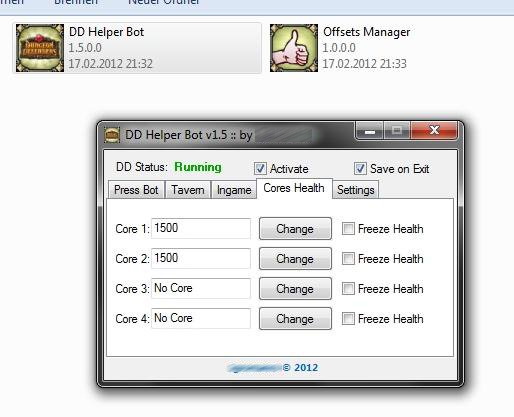 Brennen
Neuer Ordner
DD Helper Bot
1.5.0.0
17.02.2012 21:32
Offsets Manager
1.0.0.0
17.02.2012 21:33
DUNGEON
DEFENDERS
DD Helper Bot v1.5 :: by
DD Status: Running
Activate
Save on Exit
Press Bot
Tavern
Ingame
Cores Health
Settings
Core 1: 1500 Change Freeze Health
Core 2: 1500 Change Freeze Health
Core 3: No Core Change Freeze Health
Core 4: No Core Change Freeze Health
© 2012